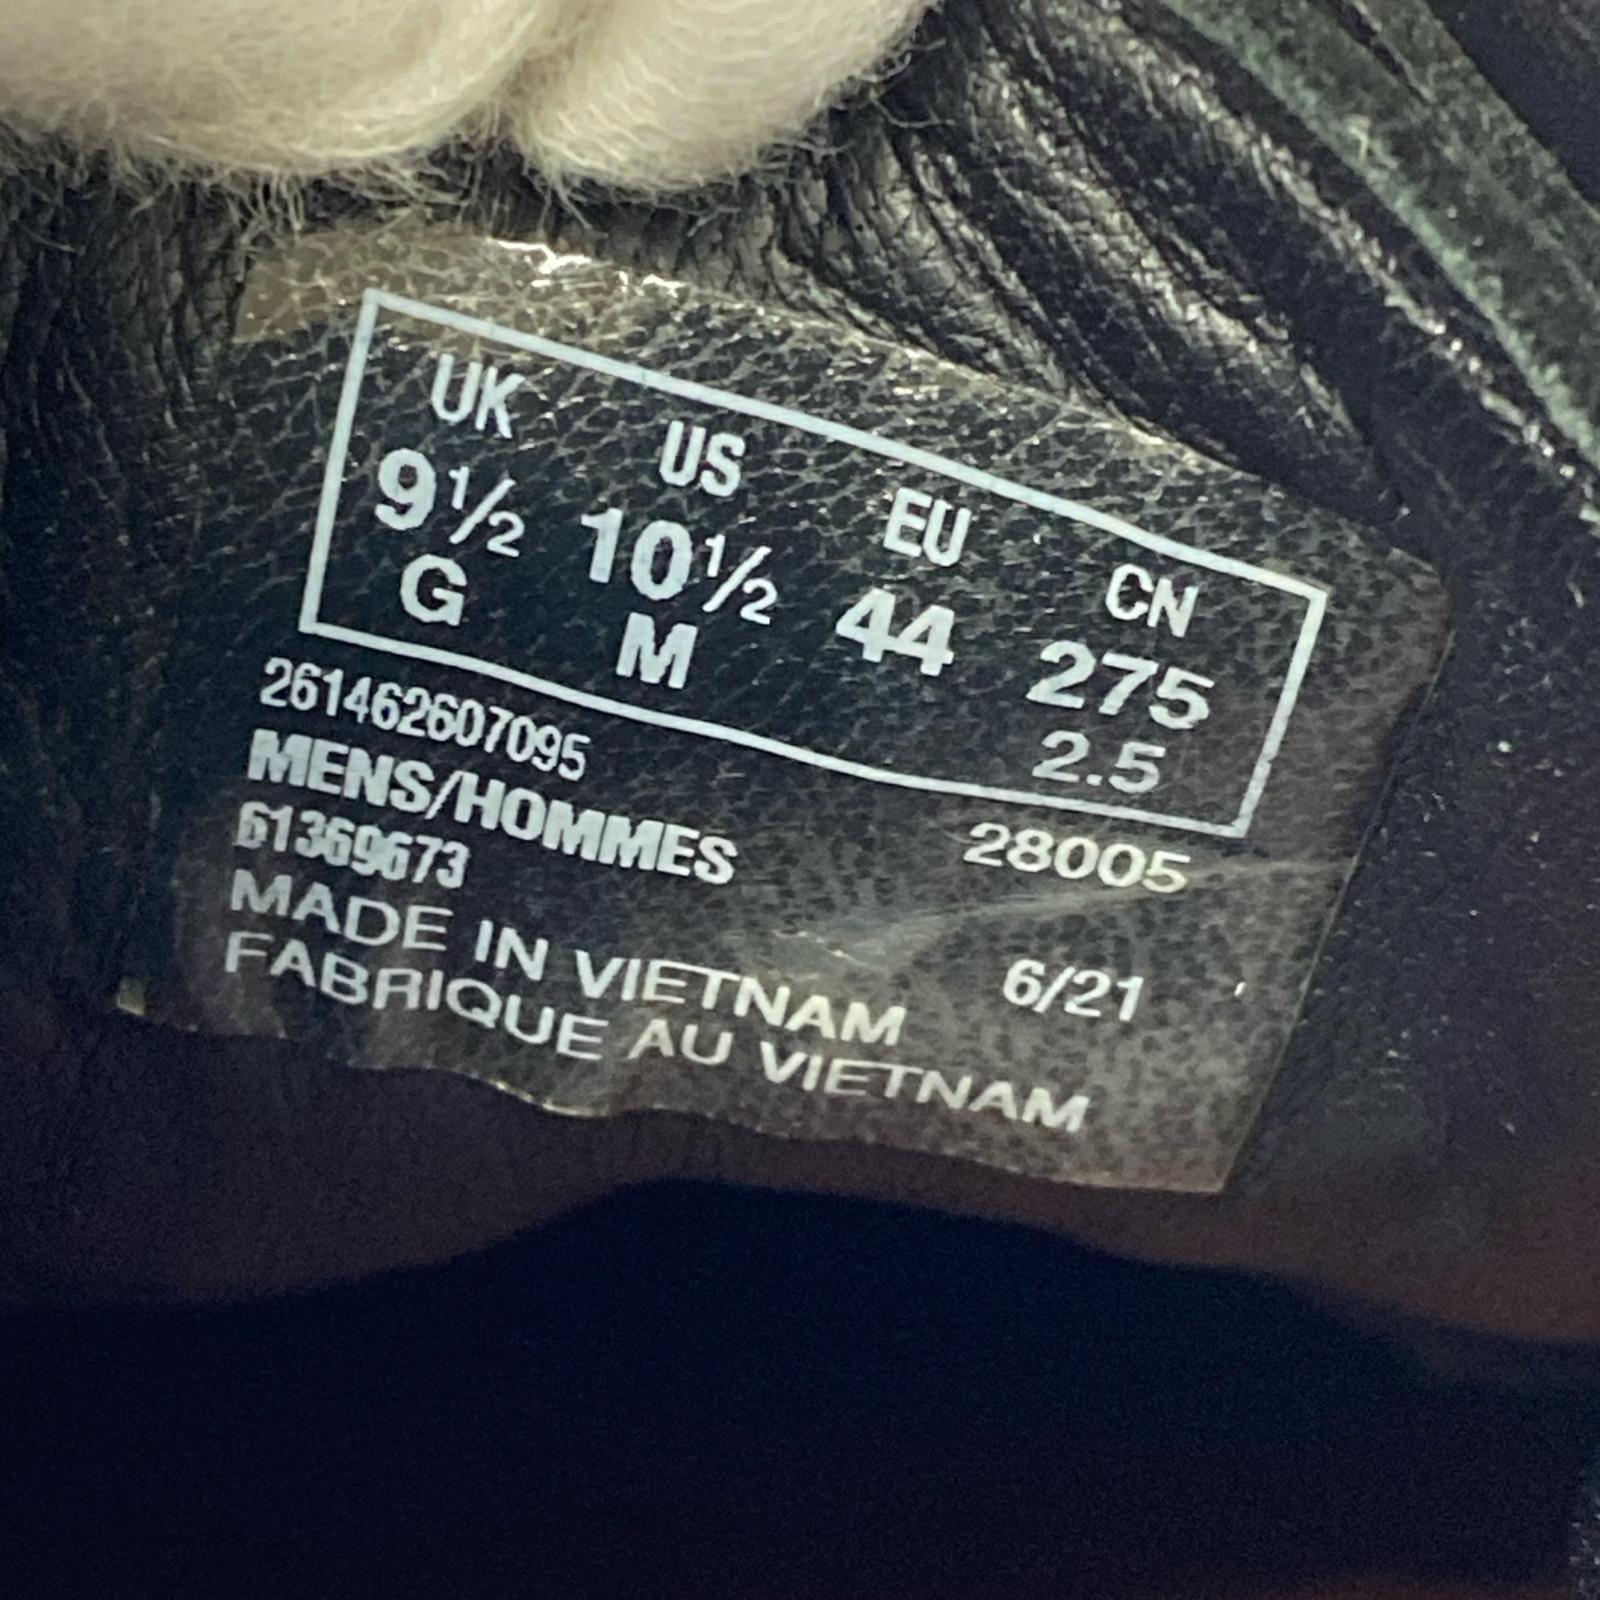 UK US EU CN
9½ 10½ 44 275
G M 2.5
261462607095 28005
MENS/HOMMES
61369673
MADE IN VIETNAM 6/21
FABRIQUE AU VIETNAM